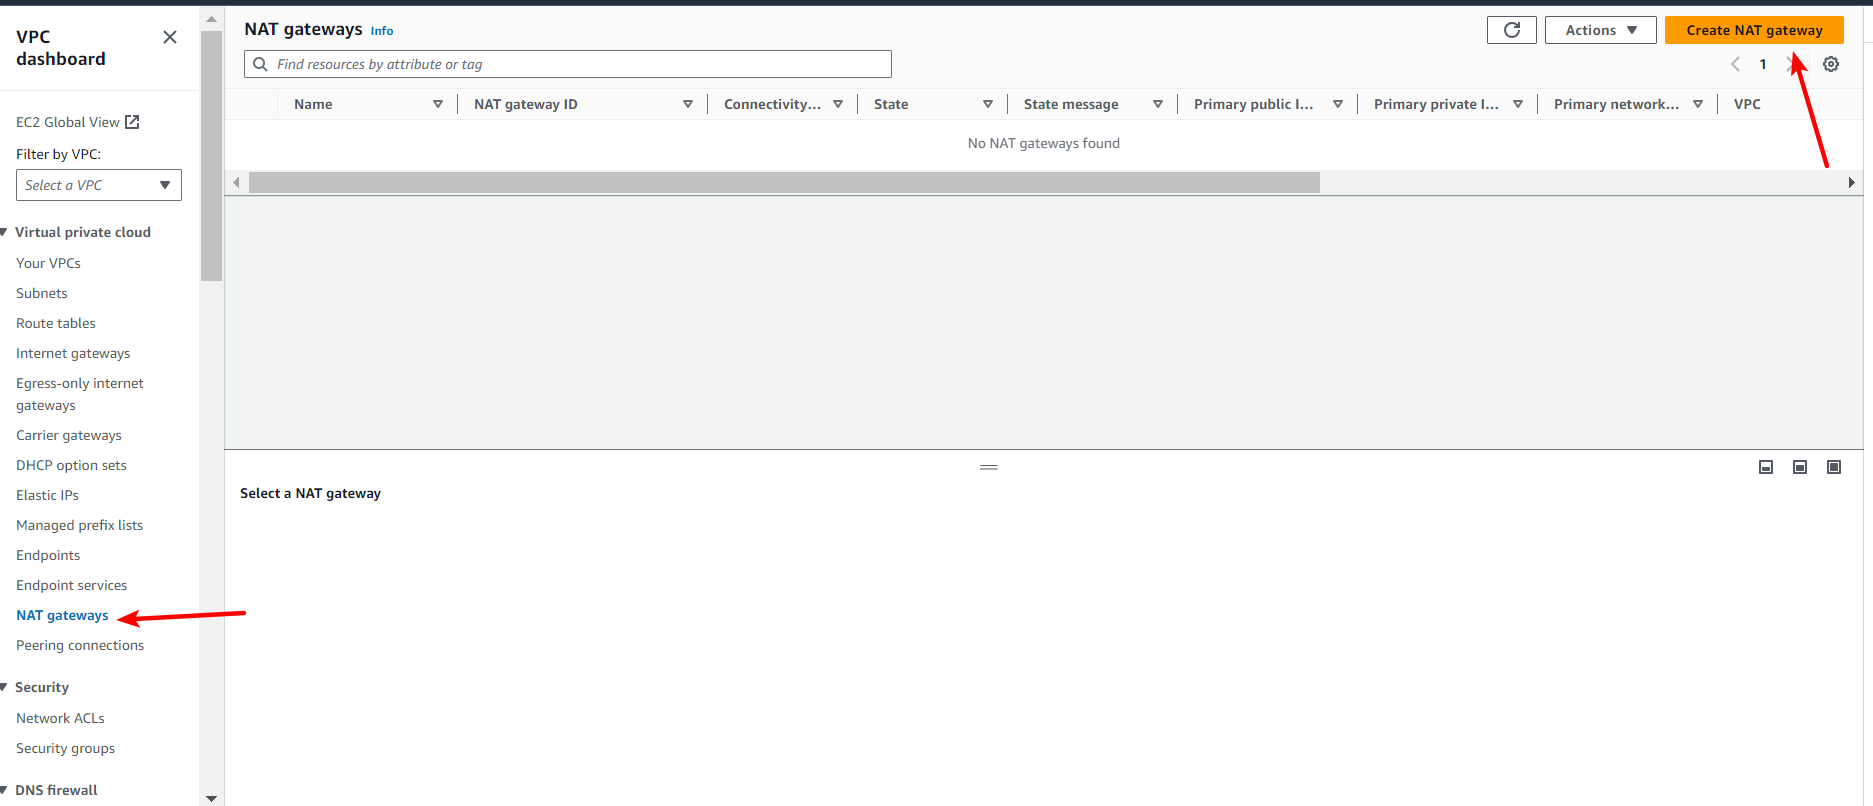 VPC
dashboard
EC2 Global View
Filter by VPC:
Select a VPC
Virtual private cloud
Your VPCs
Subnets
Route tables
Internet gateways
Egress-only internet
gateways
Carrier gateways
DHCP option sets
Elastic IPs
Managed prefix lists
Endpoints
Endpoint services
NAT gateways
Peering connections
Security
Network ACLs
Security groups
DNS firewall
NAT gateways Info
Actions
Create NAT gateway
Find resources by attribute or tag
1
Name NAT gateway ID Connectivity... State State message Primary public I... Primary private I... Primary network... VPC
No NAT gateways found
Select a NAT gateway